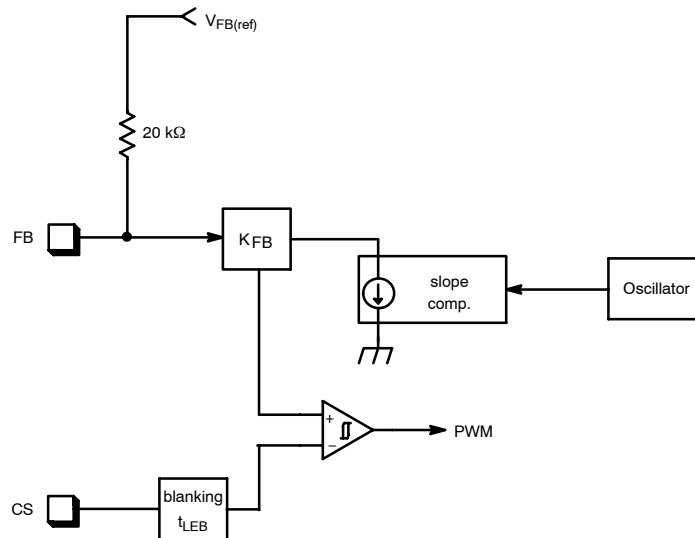 V_FB(ref)
20 kΩ
FB
K_FB
slope
comp.
Oscillator
+
−
PWM
CS
blanking
t_LEB